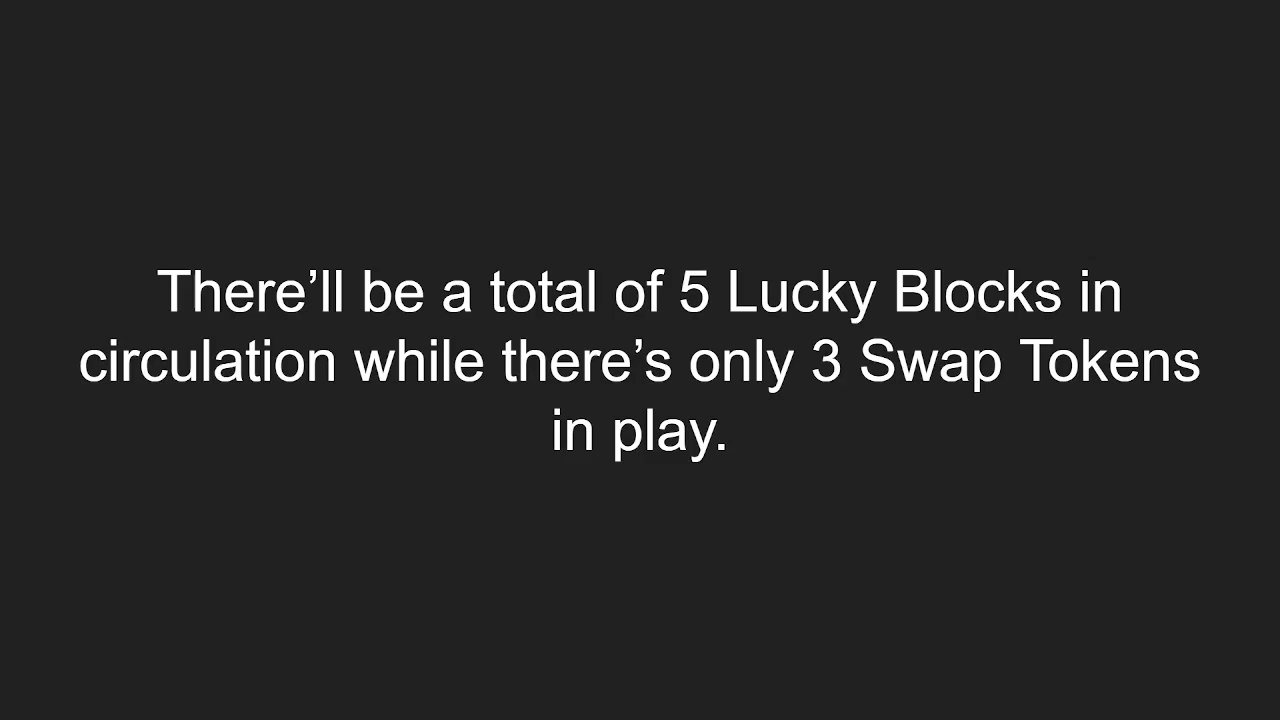 There’ll be a total of 5 Lucky Blocks in
circulation while there’s only 3 Swap Tokens
in play.